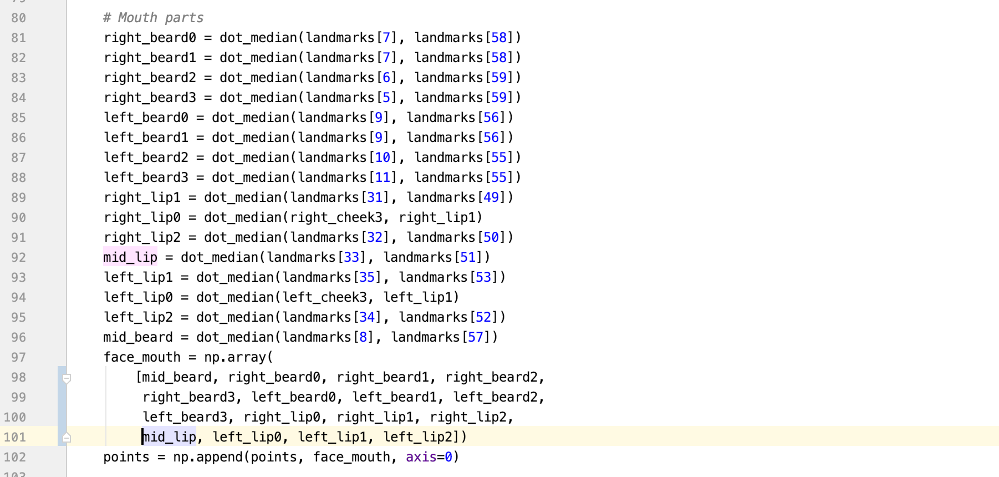 80 # Mouth parts
81 right_beard0 = dot_median(landmarks[7], landmarks[58])
82 right_beard1 = dot_median(landmarks[7], landmarks[58])
83 right_beard2 = dot_median(landmarks[6], landmarks[59])
84 right_beard3 = dot_median(landmarks[5], landmarks[59])
85 left_beard0 = dot_median(landmarks[9], landmarks[56])
86 left_beard1 = dot_median(landmarks[9], landmarks[56])
87 left_beard2 = dot_median(landmarks[10], landmarks[55])
88 left_beard3 = dot_median(landmarks[11], landmarks[55])
89 right_lip1 = dot_median(landmarks[31], landmarks[49])
90 right_lip0 = dot_median(right_cheek3, right_lip1)
91 right_lip2 = dot_median(landmarks[32], landmarks[50])
92 mid_lip = dot_median(landmarks[33], landmarks[51])
93 left_lip1 = dot_median(landmarks[35], landmarks[53])
94 left_lip0 = dot_median(left_cheek3, left_lip1)
95 left_lip2 = dot_median(landmarks[34], landmarks[52])
96 mid_beard = dot_median(landmarks[8], landmarks[57])
97 face_mouth = np.array(
98 [mid_beard, right_beard0, right_beard1, right_beard2,
99 right_beard3, left_beard0, left_beard1, left_beard2,
100 left_beard3, right_lip0, right_lip1, right_lip2,
101 mid_lip, left_lip0, left_lip1, left_lip2])
102 points = np.append(points, face_mouth, axis=0)